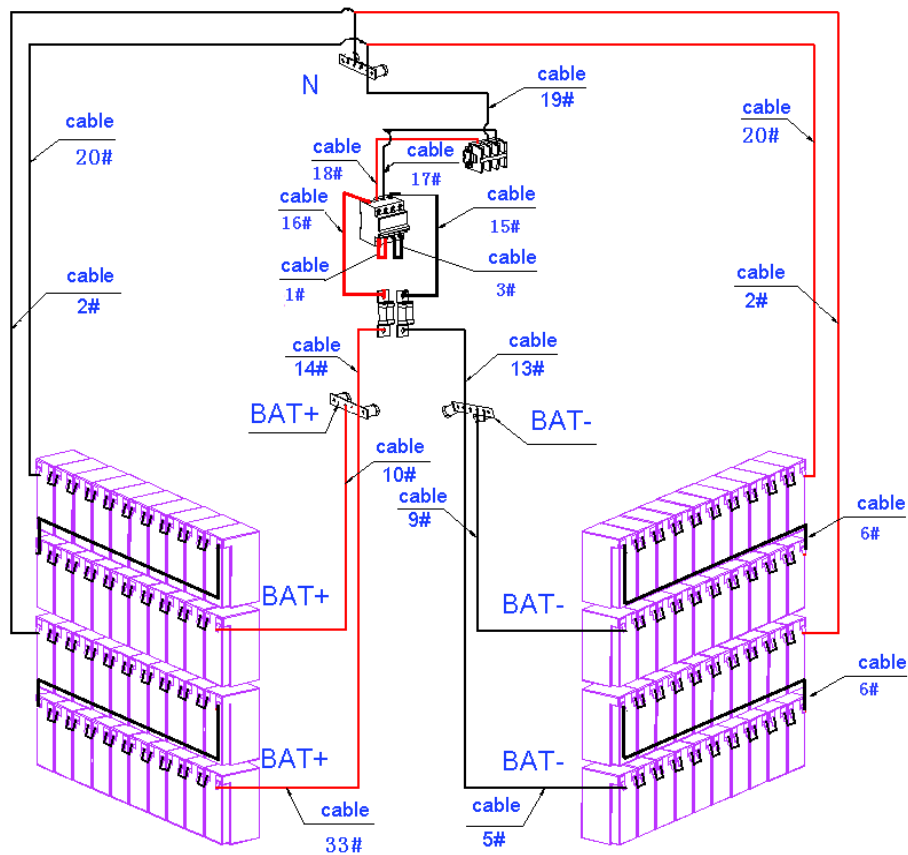 N
cable
19#
cable
20#
cable
20#
cable
18#
cable
17#
cable
16#
cable
15#
cable
1#
cable
3#
cable
2#
cable
2#
cable
14#
cable
13#
BAT+
BAT-
cable
10#
cable
9#
cable
6#
BAT+
BAT-
cable
6#
BAT+
BAT-
cable
33#
cable
5#